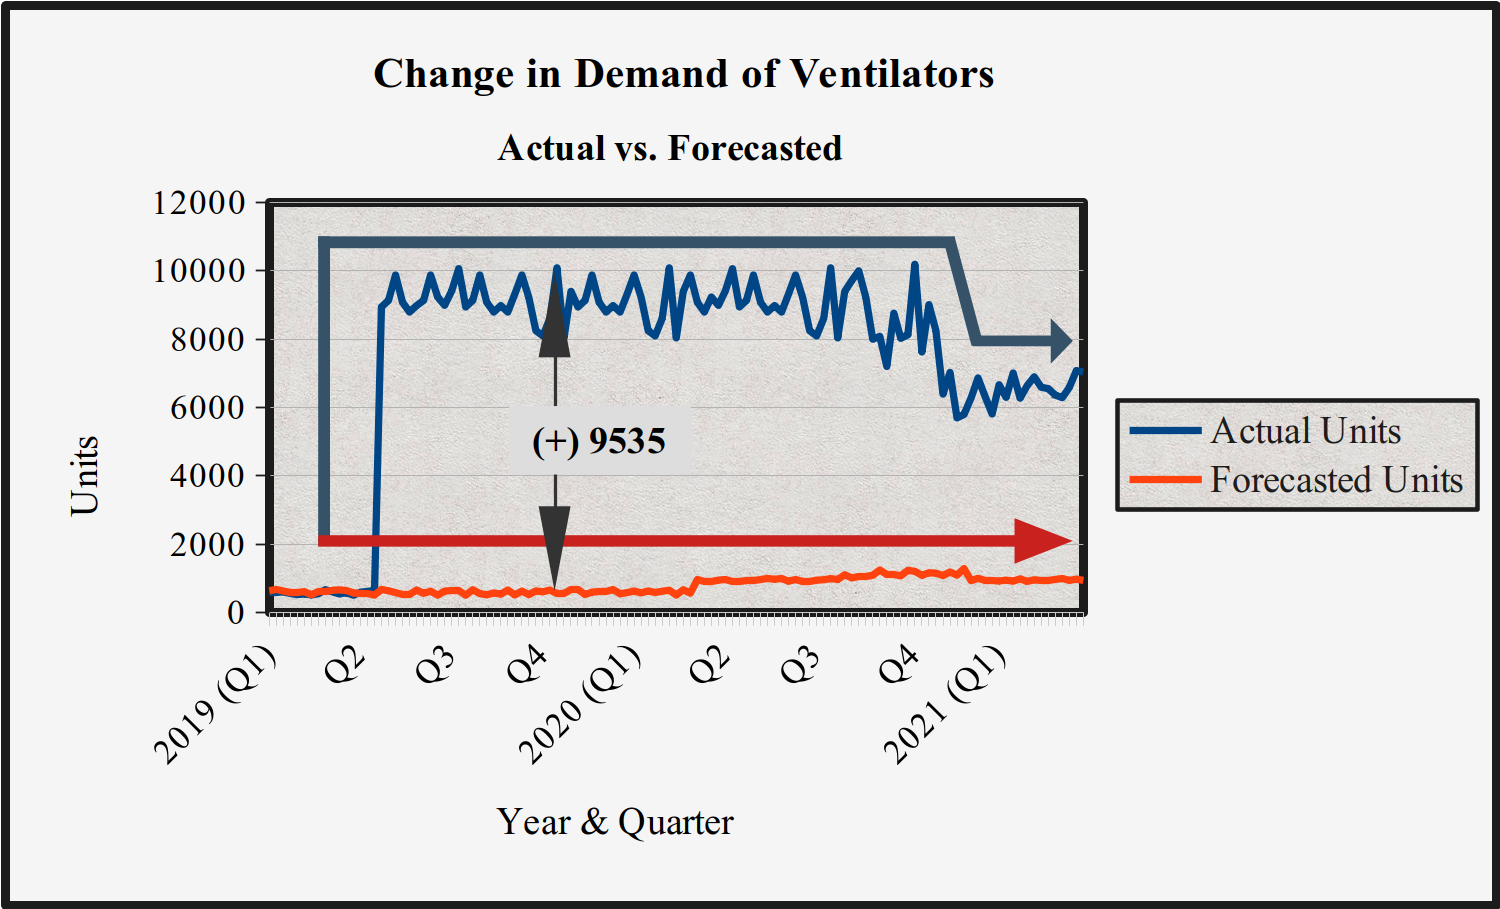 Change in Demand of Ventilators
Actual vs. Forecasted
12000
10000
8000
6000
4000
2000
0
Units
(+) 9535
Actual Units
Forecasted Units
2019 (Q1)
Q2
Q3
Q4
2020 (Q1)
Q2
Q3
Q4
2021 (Q1)
Year & Quarter